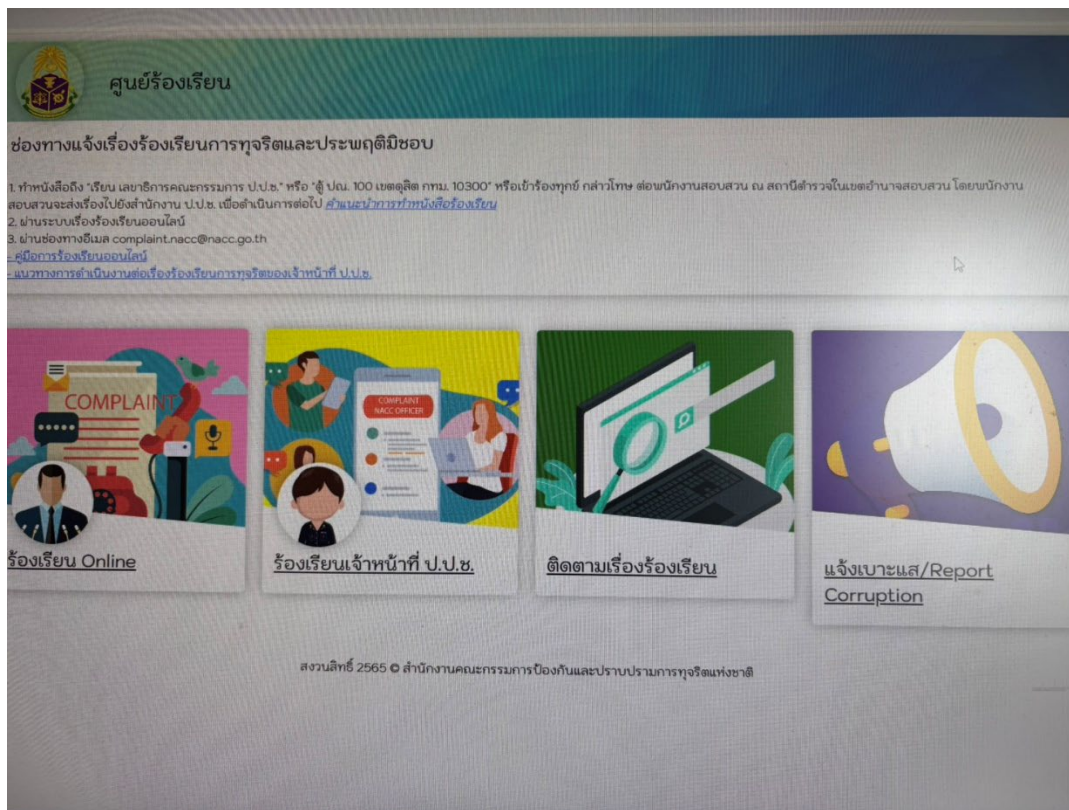 ศูนย์ร้องเรียน
ช่องทางแจ้งเรื่องร้องเรียนการทุจริตและประพฤติมิชอบ
1. ทำหนังสือถึง "เรียน เลขาธิการคณะกรรมการ ป.ป.ช." หรือ "ตู้ ปณ. 100 เขตดุสิต กทม. 10300" หรือเข้าร้องทุกข์ กล่าวโทษ ต่อพนักงานสอบสวน ณ สถานีตำรวจในเขตอำนาจสอบสวน โดยพนักงาน
สอบสวนจะส่งเรื่องไปยังสำนักงาน ป.ป.ช. เพื่อดำเนินการต่อไป คำแนะนำการทำหนังสือร้องเรียน
2. ผ่านระบบเรื่องร้องเรียนออนไลน์
3. ผ่านช่องทางอีเมล complaint.nacc@nacc.go.th
- คู่มือการร้องเรียนออนไลน์
- แนวทางการดำเนินงานต่อเรื่องร้องเรียนการทุจริตของเจ้าหน้าที่ ป.ป.ช.
COMPLAINT
COMPLAINT
NACC OFFICER
ร้องเรียน Online
ร้องเรียนเจ้าหน้าที่ ป.ป.ช.
ติดตามเรื่องร้องเรียน
แจ้งเบาะแส/Report
Corruption
สงวนลิทธิ์ 2565 © สำนักงานคณะกรรมการป้องกันและปราบปรามการทุจริตแห่งชาติ